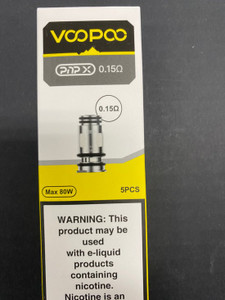 VOOPOO
PnP X 0.15Ω
0.15Ω
Max 80W
5PCS
WARNING: This
product may be
used
with e-liquid
products
containing
nicotine.
Nicotine is an